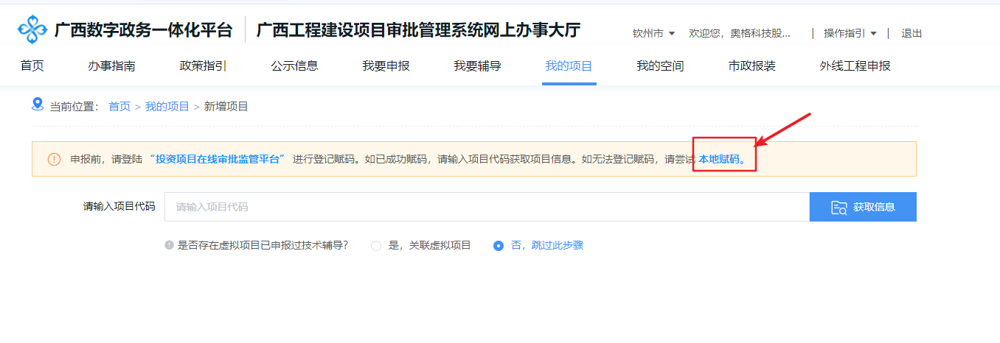 广西数字政务一体化平台 广西工程建设项目审批管理系统网上办事大厅 钦州市 欢迎您，奥格科技股... | 操作指引 | 退出
首页 办事指南 政策指引 公示信息 我要申报 我要辅导 我的项目 我的空间 市政报装 外线工程申报
当前位置： 首页 > 我的项目 > 新增项目
申报前，请登陆 “投资项目在线审批监管平台” 进行登记赋码。如已成功赋码，请输入项目代码获取项目信息。如无法登记赋码，请尝试 本地赋码。
请输入项目代码 请输入项目代码 获取信息
是否存在虚拟项目已申报过技术辅导? 是，关联虚拟项目 否，跳过此步骤